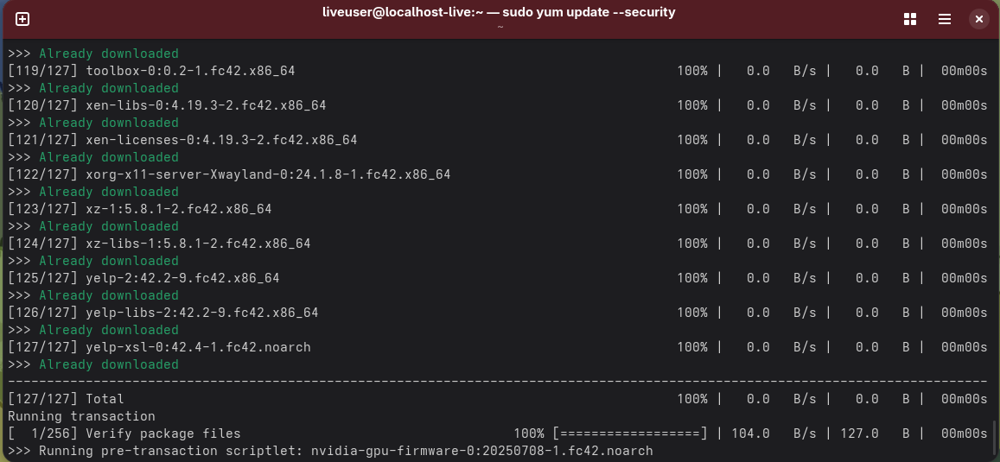 liveuser@localhost-live:~ — sudo yum update --security
~
>>> Already downloaded
[119/127] toolbox-0:0.2-1.fc42.x86_64 100% | 0.0 B/s | 0.0 B | 00m00s
>>> Already downloaded
[120/127] xen-libs-0:4.19.3-2.fc42.x86_64 100% | 0.0 B/s | 0.0 B | 00m00s
>>> Already downloaded
[121/127] xen-licenses-0:4.19.3-2.fc42.x86_64 100% | 0.0 B/s | 0.0 B | 00m00s
>>> Already downloaded
[122/127] xorg-x11-server-Xwayland-0:24.1.8-1.fc42.x86_64 100% | 0.0 B/s | 0.0 B | 00m00s
>>> Already downloaded
[123/127] xz-1:5.8.1-2.fc42.x86_64 100% | 0.0 B/s | 0.0 B | 00m00s
>>> Already downloaded
[124/127] xz-libs-1:5.8.1-2.fc42.x86_64 100% | 0.0 B/s | 0.0 B | 00m00s
>>> Already downloaded
[125/127] yelp-2:42.2-9.fc42.x86_64 100% | 0.0 B/s | 0.0 B | 00m00s
>>> Already downloaded
[126/127] yelp-libs-2:42.2-9.fc42.x86_64 100% | 0.0 B/s | 0.0 B | 00m00s
>>> Already downloaded
[127/127] yelp-xsl-0:42.4-1.fc42.noarch 100% | 0.0 B/s | 0.0 B | 00m00s
>>> Already downloaded
--------------------------------------------------------------------------------------------------------------------------------
[127/127] Total 100% | 0.0 B/s | 0.0 B | 00m00s
Running transaction
[  1/256] Verify package files 100% [==================] | 104.0 B/s | 127.0 B | 00m00s
>>> Running pre-transaction scriptlet: nvidia-gpu-firmware-0:20250708-1.fc42.noarch